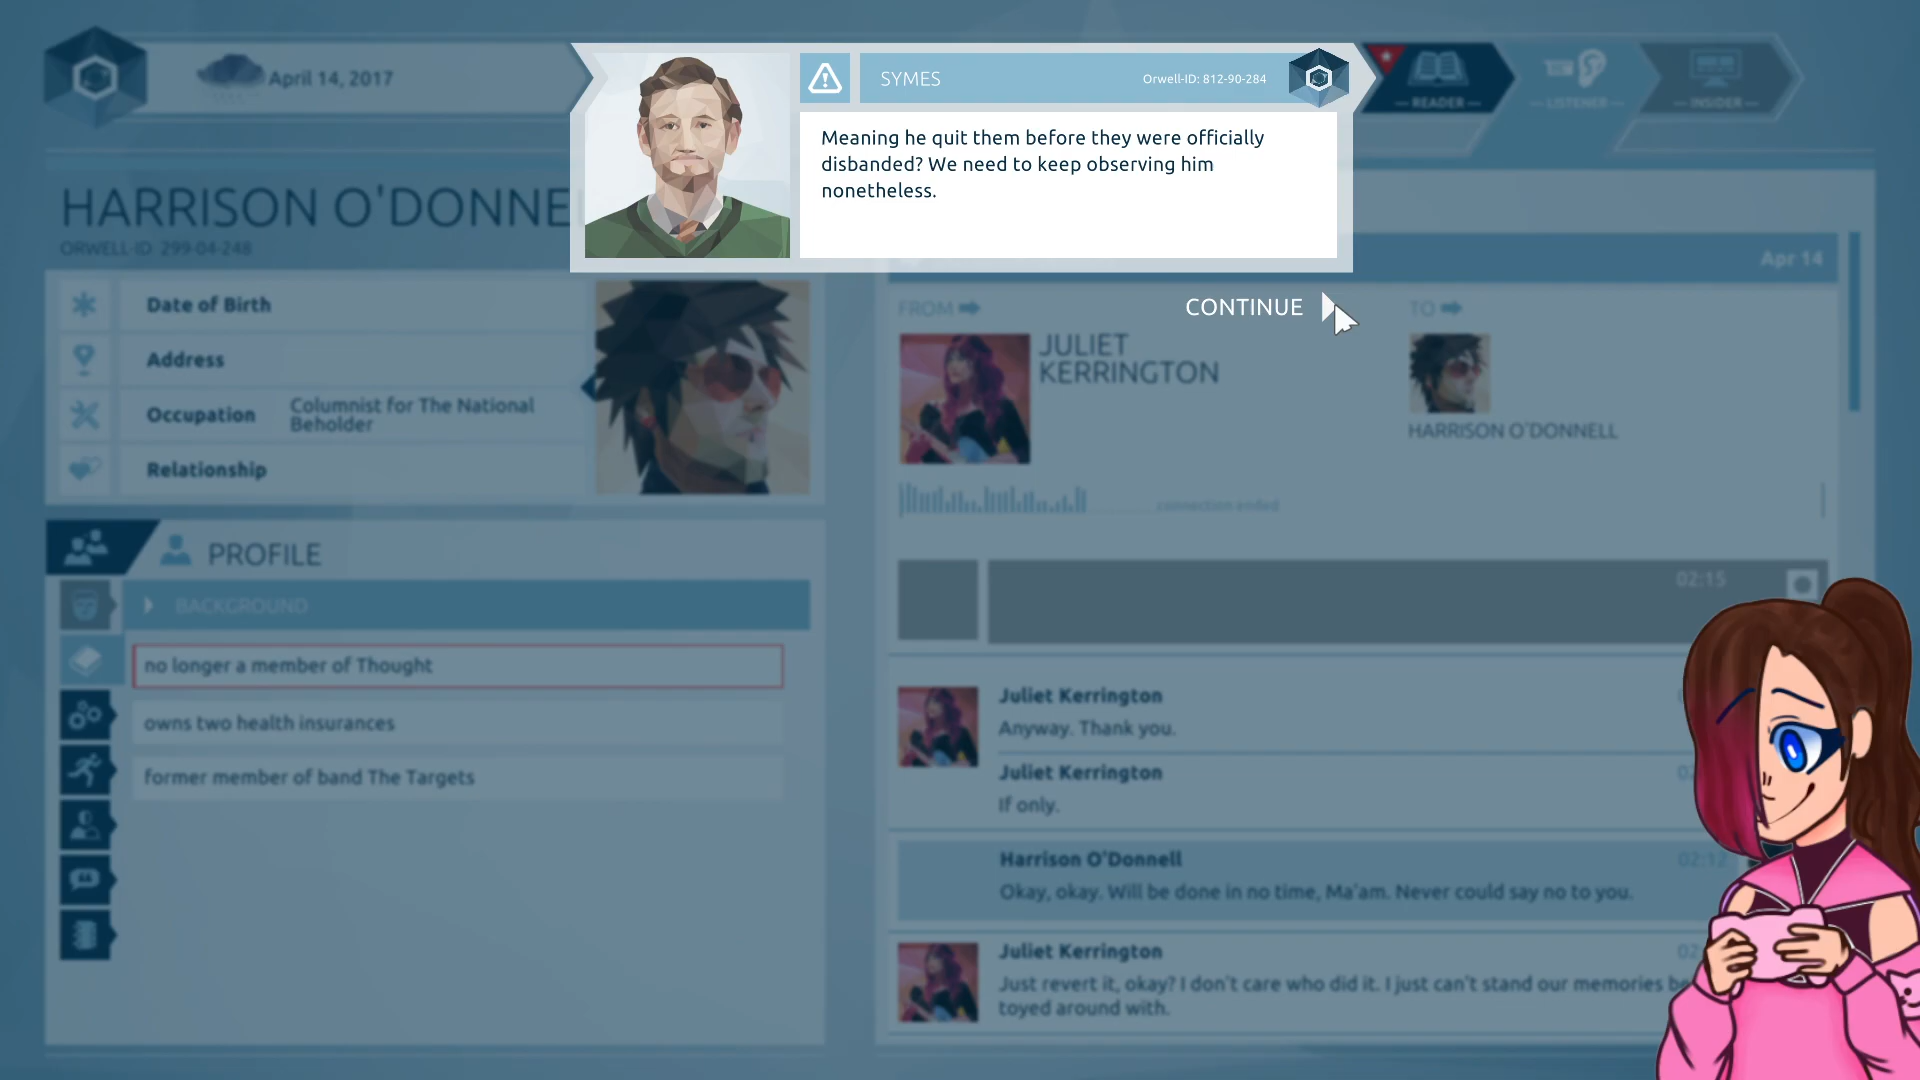 April 14, 2017
SYMES
Orwell-ID: 812-90-284
Meaning he quit them before they were officially
disbanded? We need to keep observing him
nonetheless.
CONTINUE
— READER —
— LISTENER —
— INSIDER —
HARRISON O'DONNE
ORWELL-ID 299-04-248
Date of Birth
Address
Occupation
Columnist for The National
Beholder
Relationship
PROFILE
BACKGROUND
no longer a member of Thought
owns two health insurances
former member of band The Targets
Apr 14
FROM
TO
JULIET
KERRINGTON
HARRISON O'DONNELL
connection ended
02:15
Juliet Kerrington
Anyway. Thank you.
Juliet Kerrington
If only.
Harrison O'Donnell
02:12
Okay, okay. Will be done in no time, Ma'am. Never could say no to you.
Juliet Kerrington
Just revert it, okay? I don't care who did it. I just can't stand our memories be
toyed around with.